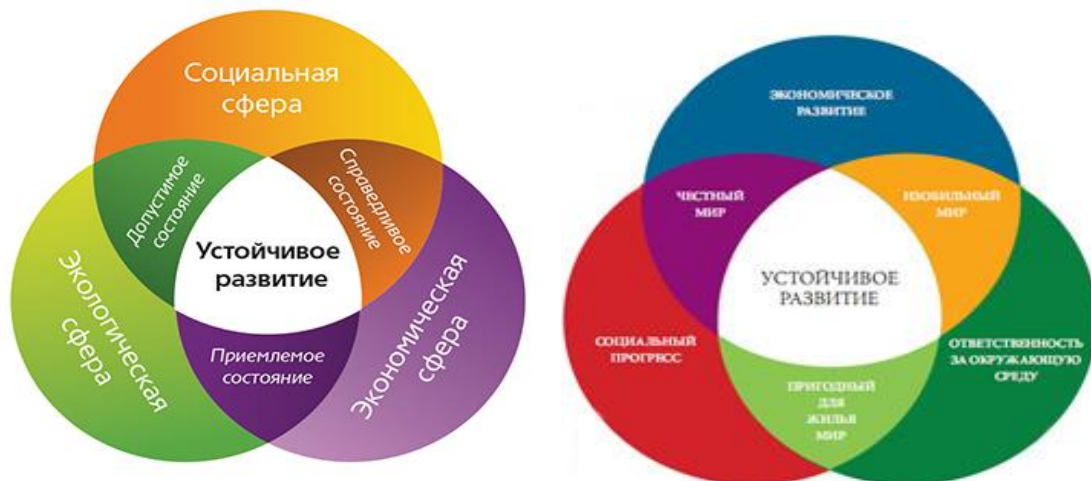 Социальная
сфера
Допустимое
состояние
Справедливое
состояние
Устойчивое
развитие
Экологическая
сфера
Приемлемое
состояние
Экономическая
сфера
ЭКОНОМИЧЕСКОЕ
РАЗВИТИЕ
ЧЕСТНЫЙ
МИР
ИЗОБИЛЬНЫЙ
МИР
УСТОЙЧИВОЕ
РАЗВИТИЕ
СОЦИАЛЬНЫЙ
ПРОГРЕСС
ОТВЕТСТВЕННОСТЬ
ЗА ОКРУЖАЮЩУЮ
СРЕДУ
ПРИГОДНЫЙ
ДЛЯ
ЖИЛЬЯ
МИР